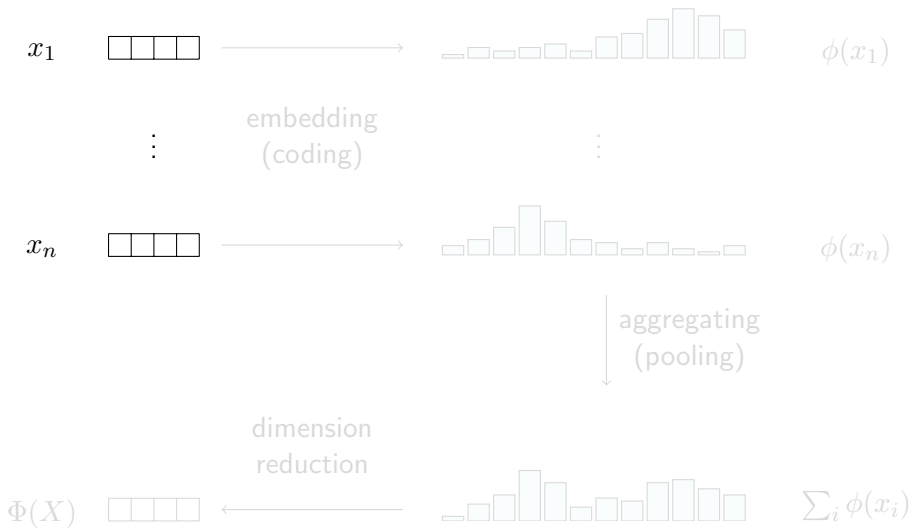 x_1 ϕ(x_1)
⋮ embedding ⋮
(coding)
x_n ϕ(x_n)
aggregating
(pooling)
dimension
reduction
Φ(X) ∑_i ϕ(x_i)